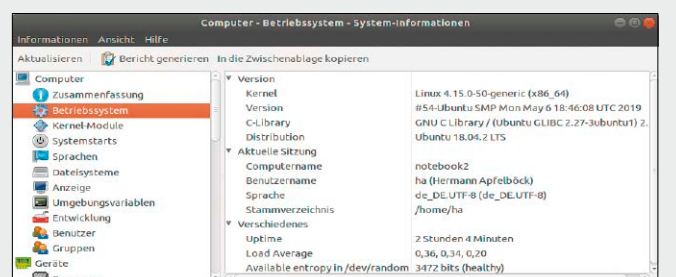 Computer - Betriebssystem - System-Informationen
Informationen Ansicht Hilfe
Aktualisieren Bericht generieren In die Zwischenablage kopieren
Computer
Zusammenfassung
Betriebssystem
Kernel-Module
Systemstarts
Sprachen
Dateisysteme
Anzeige
Umgebungsvariablen
Entwicklung
Benutzer
Gruppen
Geräte
Version
Kernel Linux 4.15.0-50-generic (x86_64)
Version #54-Ubuntu SMP Mon May 6 18:46:08 UTC 2019
C-Library GNU C Library / (Ubuntu GLIBC 2.27-3ubuntu1) 2.
Distribution Ubuntu 18.04.2 LTS
Aktuelle Sitzung
Computername notebook2
Benutzername ha (Hermann Apfelböck)
Sprache de_DE.UTF-8 (de_DE.UTF-8)
Stammverzeichnis /home/ha
Verschiedenes
Uptime 2 Stunden 4 Minuten
Load Average 0,36, 0,34, 0,20
Available entropy in /dev/random 3472 bits (healthy)